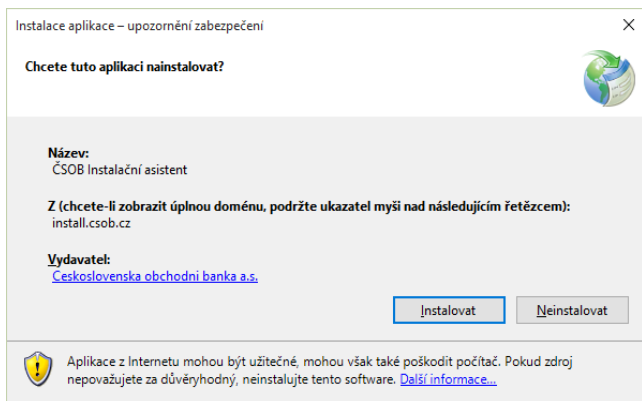 Instalace aplikace – upozornění zabezpečení
Chcete tuto aplikaci nainstalovat?
Název:
ČSOB Instalační asistent
Z (chcete-li zobrazit úplnou doménu, podržte ukazatel myši nad následujícím řetězcem):
install.csob.cz
Vydavatel:
Ceskoslovenska obchodni banka a.s.
Instalovat
Neinstalovat
Aplikace z Internetu mohou být užitečné, mohou však také poškodit počítač. Pokud zdroj
nepovažujete za důvěryhodný, neinstalujte tento software. Další informace...